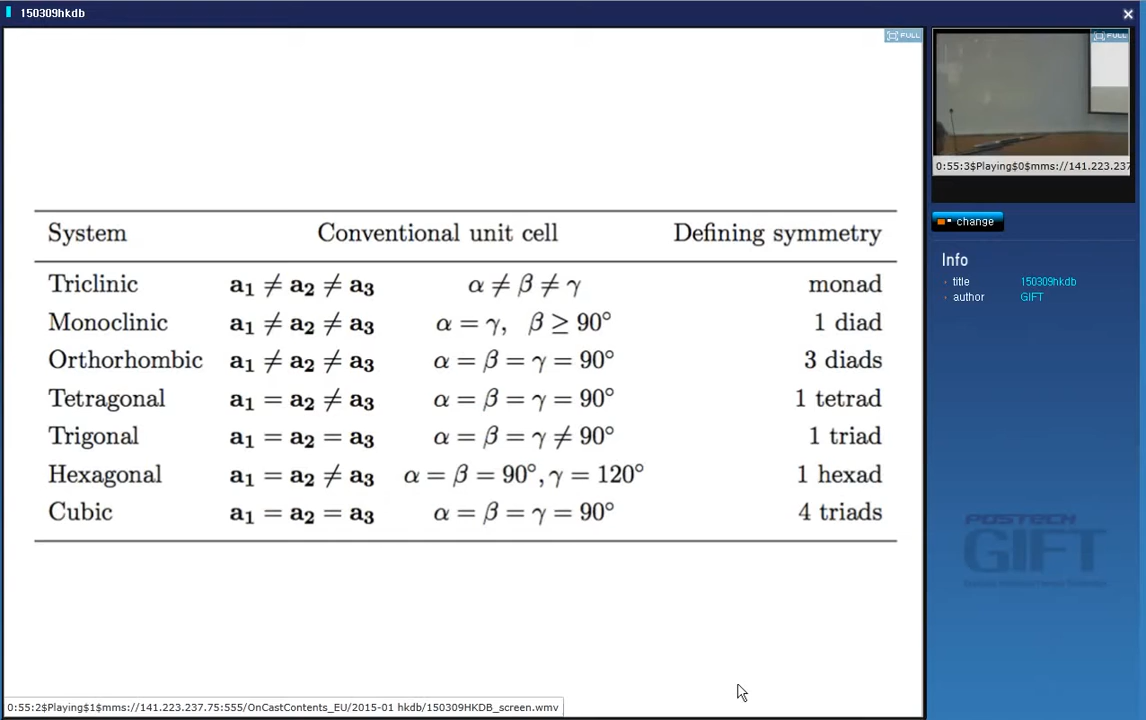 150309hkdb
FULL
FULL
0:55:3$Playing$0$mms://141.223.237
change
Info
title 150309hkdb
author GIFT
System Conventional unit cell Defining symmetry
Triclinic a₁ ≠ a₂ ≠ a₃ α ≠ β ≠ γ monad
Monoclinic a₁ ≠ a₂ ≠ a₃ α = γ, β ≥ 90° 1 diad
Orthorhombic a₁ ≠ a₂ ≠ a₃ α = β = γ = 90° 3 diads
Tetragonal a₁ = a₂ ≠ a₃ α = β = γ = 90° 1 tetrad
Trigonal a₁ = a₂ = a₃ α = β = γ ≠ 90° 1 triad
Hexagonal a₁ = a₂ ≠ a₃ α = β = 90°, γ = 120° 1 hexad
Cubic a₁ = a₂ = a₃ α = β = γ = 90° 4 triads
POSTECH
GIFT
0:55:2$Playing$1$mms://141.223.237.75:555/OnCastContents_EU/2015-01 hkdb/150309HKDB_screen.wmv